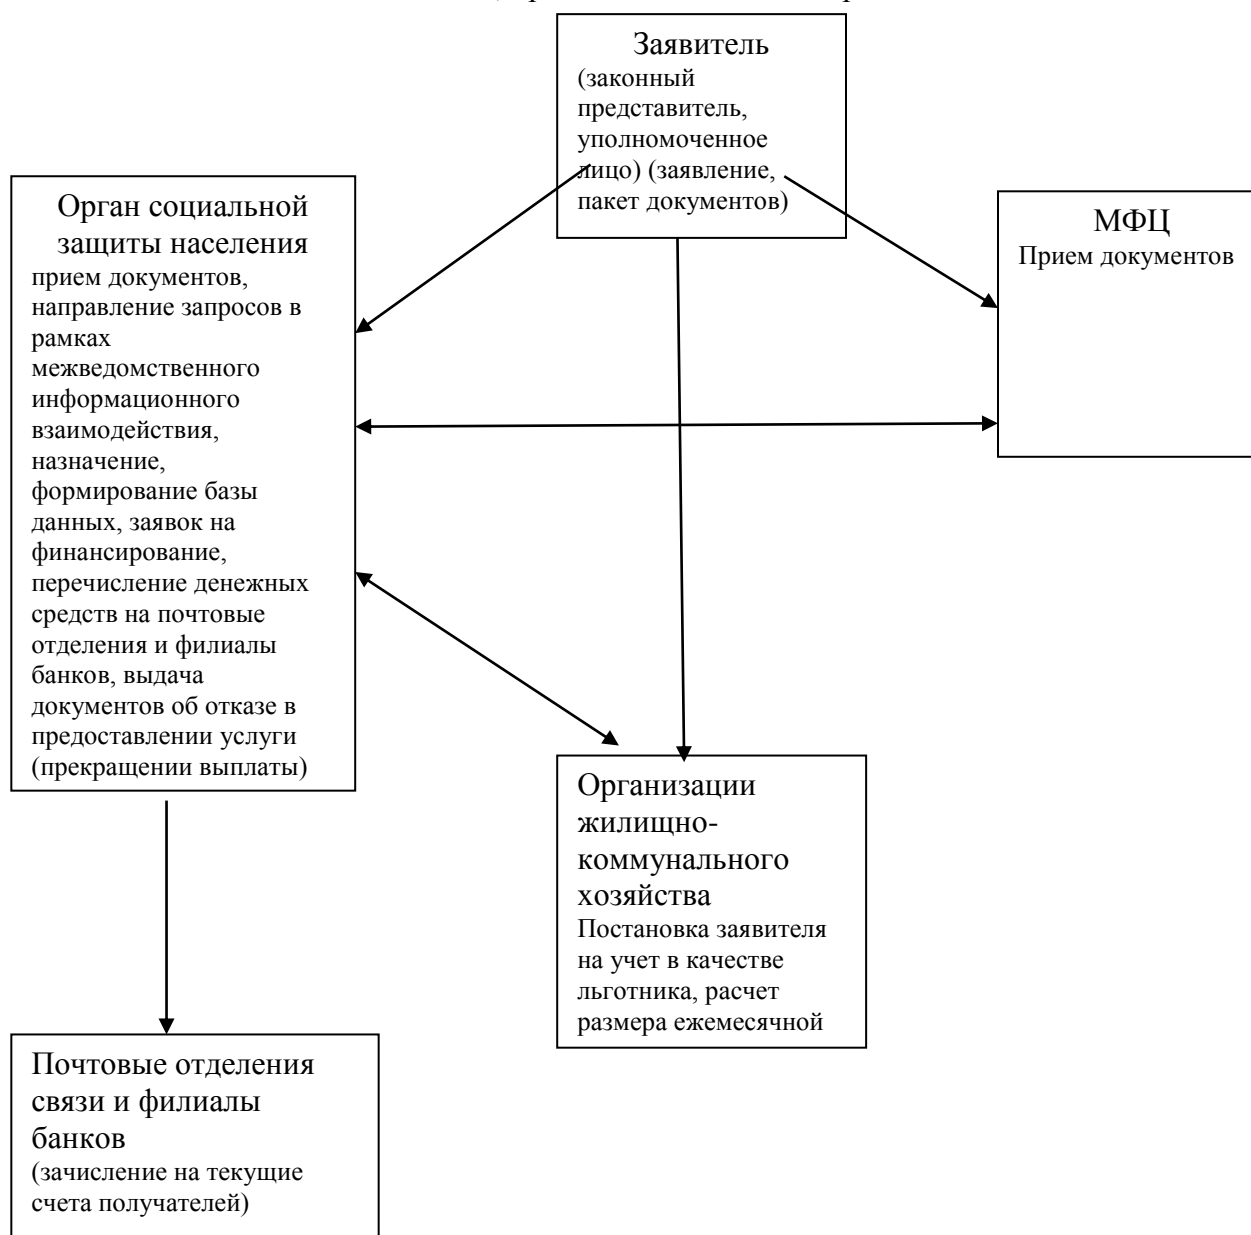 Заявитель
(законный
представитель,
уполномоченное
лицо) (заявление,
пакет документов)
Орган социальной
защиты населения
прием документов,
направление запросов в
рамках
межведомственного
информационного
взаимодействия,
назначение,
формирование базы
данных, заявок на
финансирование,
перечисление денежных
средств на почтовые
отделения и филиалы
банков, выдача
документов об отказе в
предоставлении услуги
(прекращении выплаты)
МФЦ
Прием документов
Организации
жилищно-
коммунального
хозяйства
Постановка заявителя
на учет в качестве
льготника, расчет
размера ежемесячной
Почтовые отделения
связи и филиалы
банков
(зачисление на текущие
счета получателей)